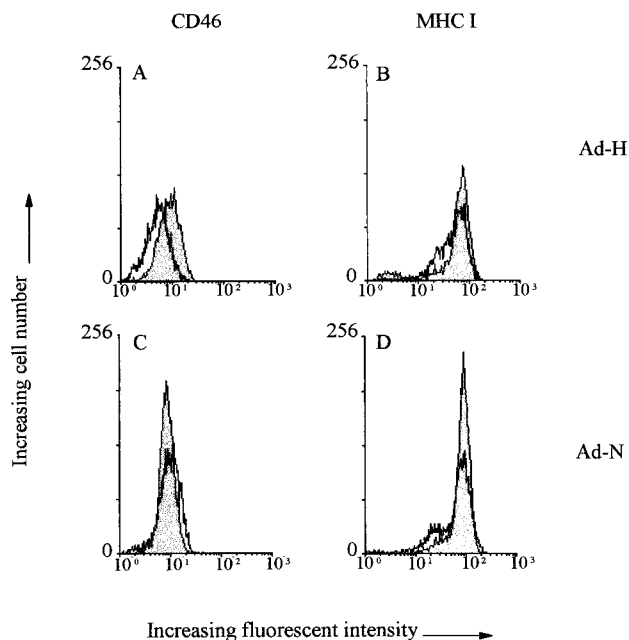 CD46
MHC I
256
A
0
10⁰ 10¹ 10² 10³
256
B
0
10⁰ 10¹ 10² 10³
Ad-H
256
C
0
10⁰ 10¹ 10² 10³
256
D
0
10⁰ 10¹ 10² 10³
Ad-N
Increasing cell number
Increasing fluorescent intensity